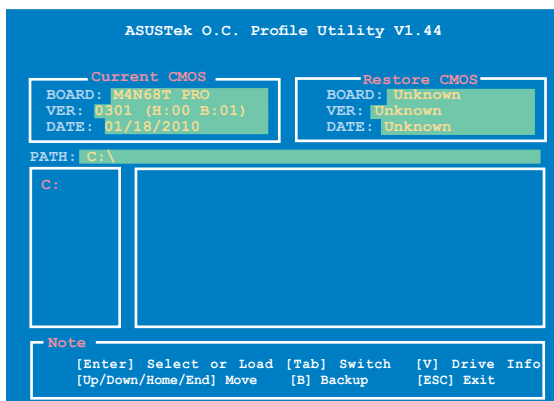 ASUSTek O.C. Profile Utility V1.44
Current CMOS
BOARD: M4N68T PRO
VER: 0301 (H:00 B:01)
DATE: 01/18/2010
Restore CMOS
BOARD: Unknown
VER: Unknown
DATE: Unknown
PATH: C:\
C:
Note
[Enter] Select or Load [Tab] Switch [V] Drive Info
[Up/Down/Home/End] Move [B] Backup [ESC] Exit